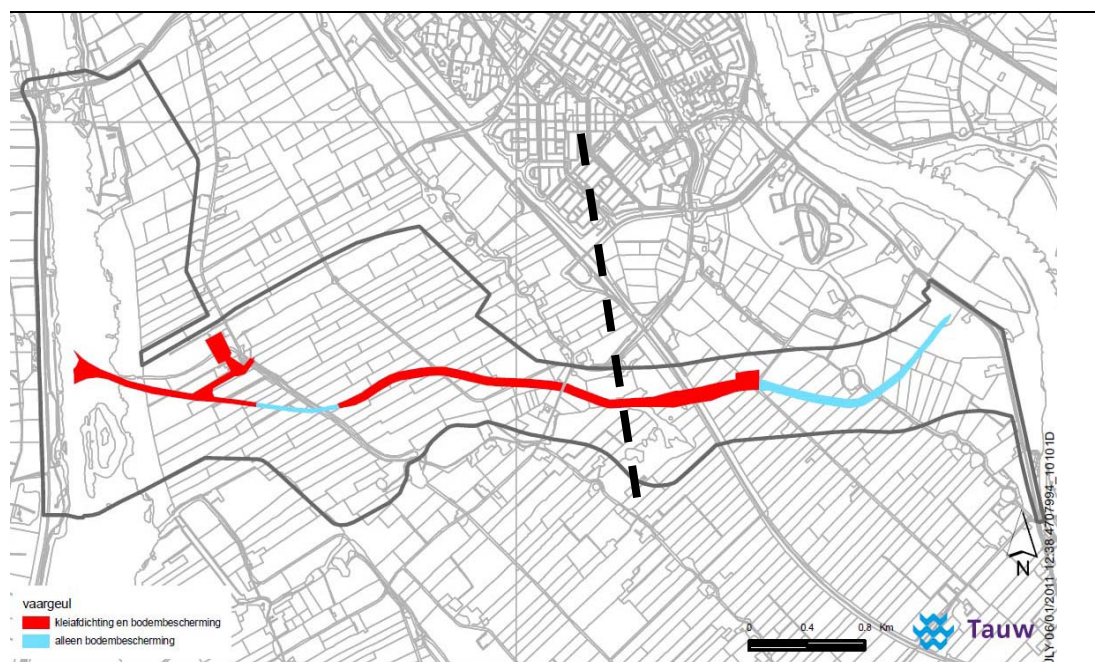 vaargeul
kleiafdichting en bodembescherming
alleen bodembescherming
0 0.4 0.8 Km
Tauw
N
ILY 06/01/2011 12:38 4707994_10101D